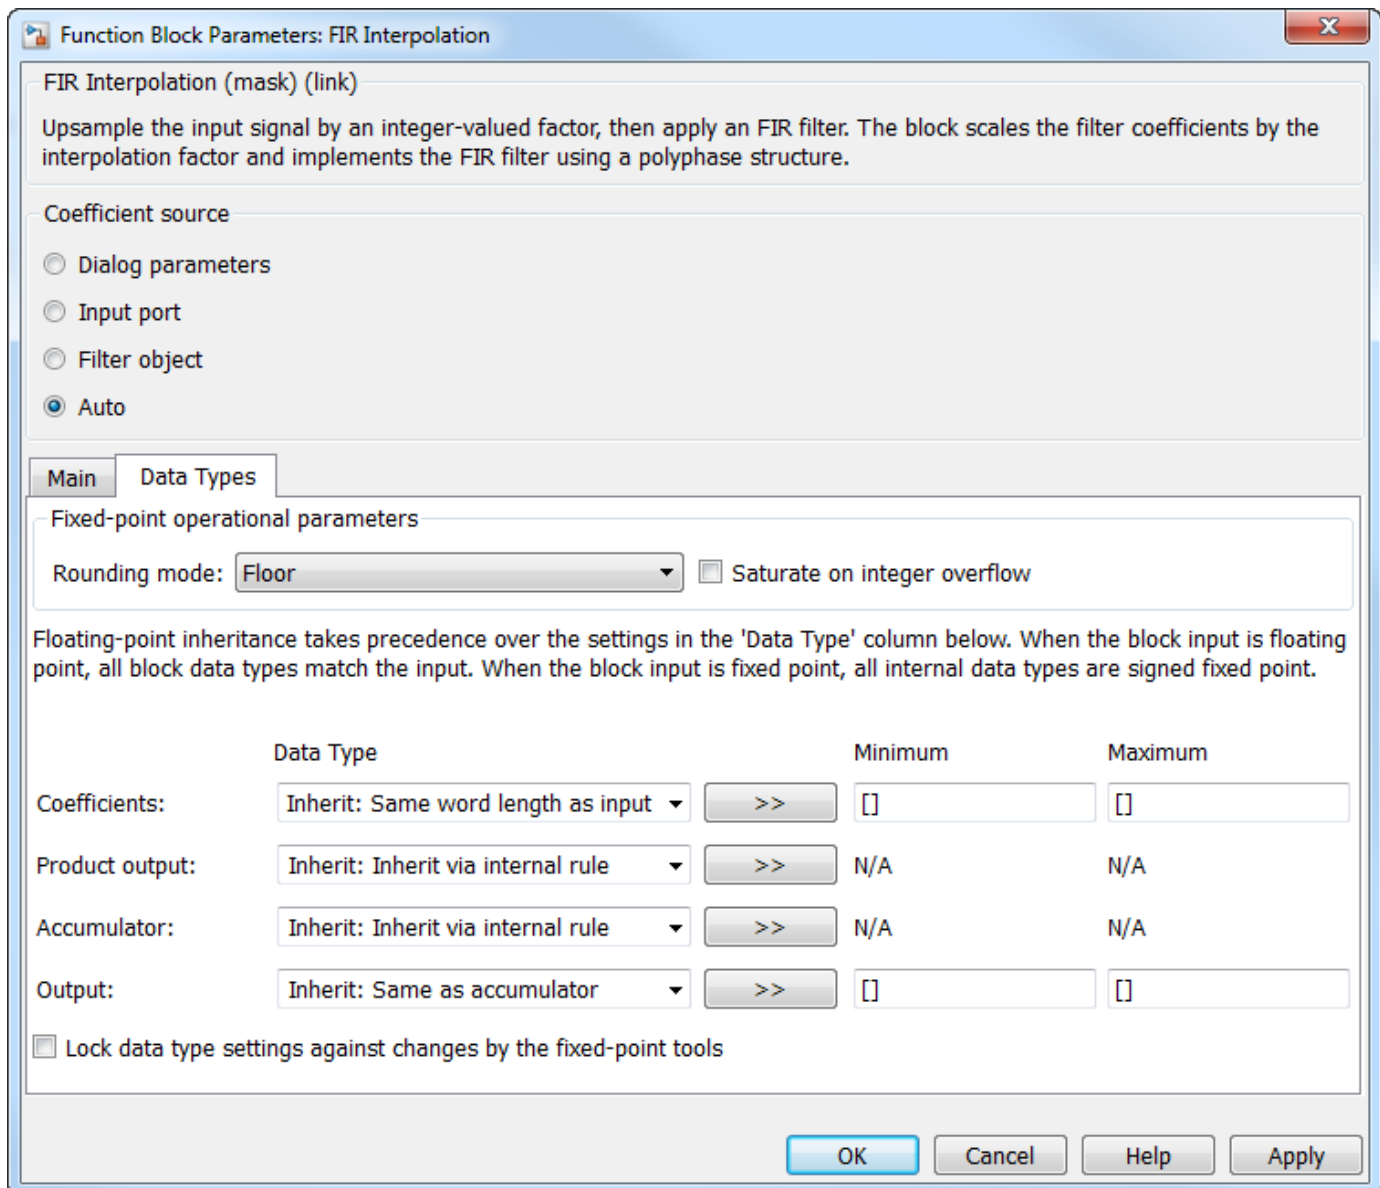 Function Block Parameters: FIR Interpolation
X
FIR Interpolation (mask) (link)
Upsample the input signal by an integer-valued factor, then apply an FIR filter. The block scales the filter coefficients by the
interpolation factor and implements the FIR filter using a polyphase structure.
Coefficient source
Dialog parameters
Input port
Filter object
Auto
Main Data Types
Fixed-point operational parameters
Rounding mode: Floor Saturate on integer overflow
Floating-point inheritance takes precedence over the settings in the 'Data Type' column below. When the block input is floating
point, all block data types match the input. When the block input is fixed point, all internal data types are signed fixed point.
Data Type Minimum Maximum
Coefficients: Inherit: Same word length as input >> [] []
Product output: Inherit: Inherit via internal rule >> N/A N/A
Accumulator: Inherit: Inherit via internal rule >> N/A N/A
Output: Inherit: Same as accumulator >> [] []
Lock data type settings against changes by the fixed-point tools
OK Cancel Help Apply